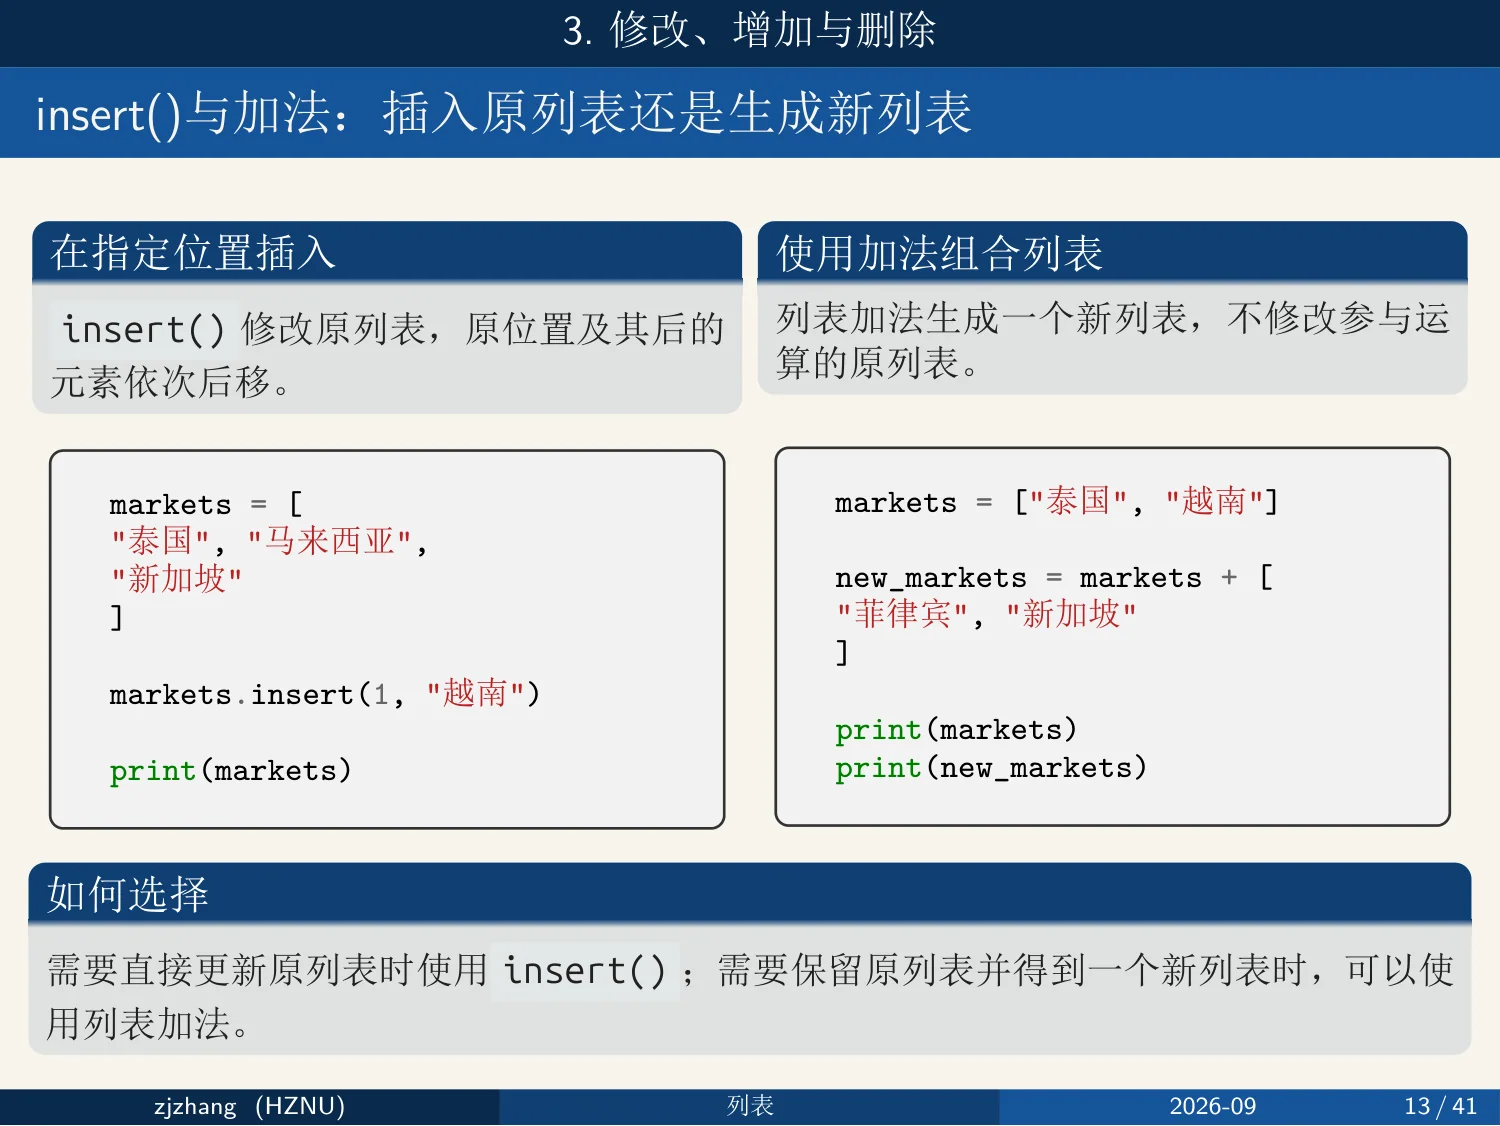 3. 修改、增加与删除
insert()与加法：插入原列表还是生成新列表
在指定位置插入
insert() 修改原列表，原位置及其后的
元素依次后移。
markets = [
"泰国", "马来西亚",
"新加坡"
]
markets.insert(1, "越南")
print(markets)
使用加法组合列表
列表加法生成一个新列表，不修改参与运
算的原列表。
markets = ["泰国", "越南"]
new_markets = markets + [
"菲律宾", "新加坡"
]
print(markets)
print(new_markets)
如何选择
需要直接更新原列表时使用 insert() ；需要保留原列表并得到一个新列表时，可以使
用列表加法。
zjzhang (HZNU)
列表
2026-09
13 / 41